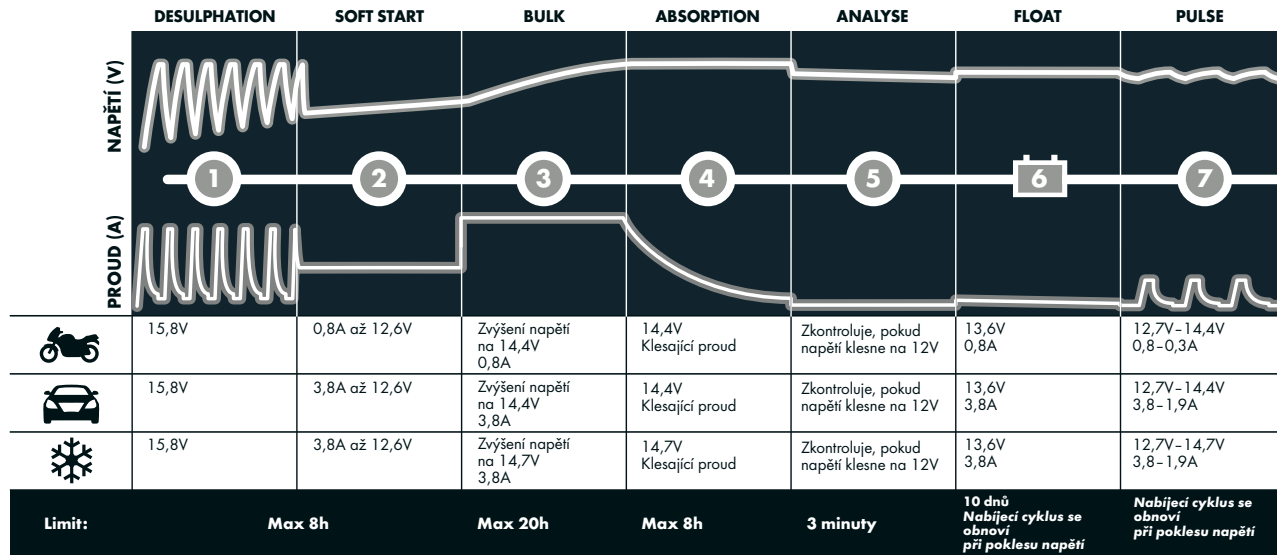 DESULPHATION SOFT START BULK ABSORPTION ANALYSE FLOAT PULSE
NAPĚTÍ (V)
1 2 3 4 5 6 7
PROUD (A)
15,8V
0,8A až 12,6V
Zvýšení napětí
na 14,4V
0,8A
14,4V
Klesající proud
Zkontroluje, pokud
napětí klesne na 12V
13,6V
0,8A
12,7V–14,4V
0,8–0,3A
15,8V
3,8A až 12,6V
Zvýšení napětí
na 14,4V
3,8A
14,4V
Klesající proud
Zkontroluje, pokud
napětí klesne na 12V
13,6V
3,8A
12,7V–14,4V
3,8–1,9A
15,8V
3,8A až 12,6V
Zvýšení napětí
na 14,7V
3,8A
14,7V
Klesající proud
Zkontroluje, pokud
napětí klesne na 12V
13,6V
3,8A
12,7V–14,7V
3,8–1,9A
Limit:
Max 8h
Max 20h
Max 8h
3 minuty
10 dnů
Nabíjecí cyklus se
obnoví
při poklesu napětí
Nabíjecí cyklus se
obnoví
při poklesu napětí